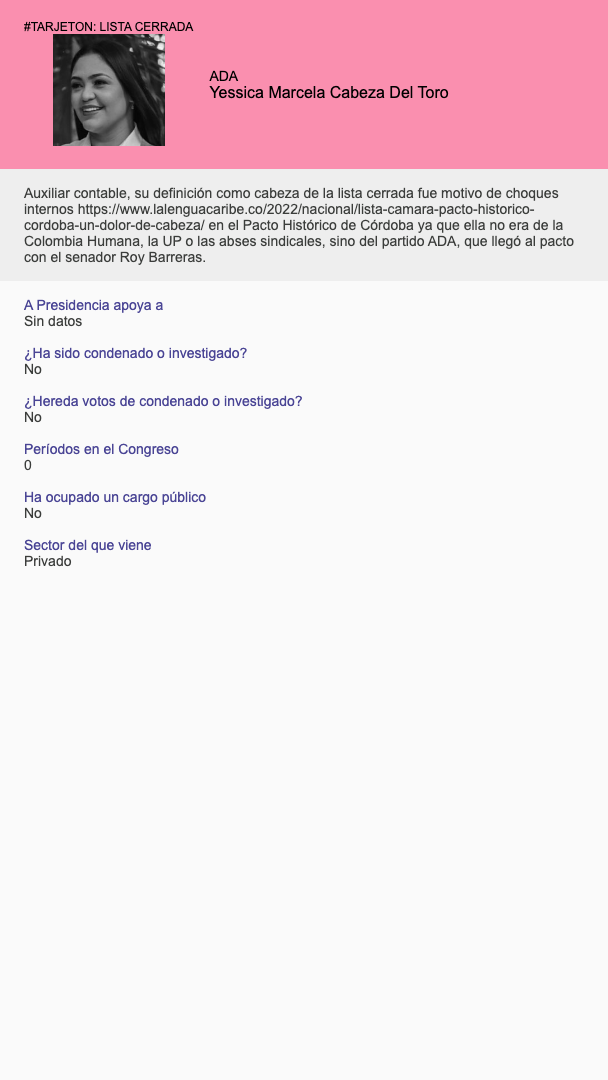 #TARJETON: LISTA CERRADA
ADA
Yessica Marcela Cabeza Del Toro
Auxiliar contable, su definición como cabeza de la lista cerrada fue motivo de choques
internos https://www.lalenguacaribe.co/2022/nacional/lista-camara-pacto-historico-
cordoba-un-dolor-de-cabeza/ en el Pacto Histórico de Córdoba ya que ella no era de la
Colombia Humana, la UP o las abses sindicales, sino del partido ADA, que llegó al pacto
con el senador Roy Barreras.
A Presidencia apoya a
Sin datos
¿Ha sido condenado o investigado?
No
¿Hereda votos de condenado o investigado?
No
Períodos en el Congreso
0
Ha ocupado un cargo público
No
Sector del que viene
Privado